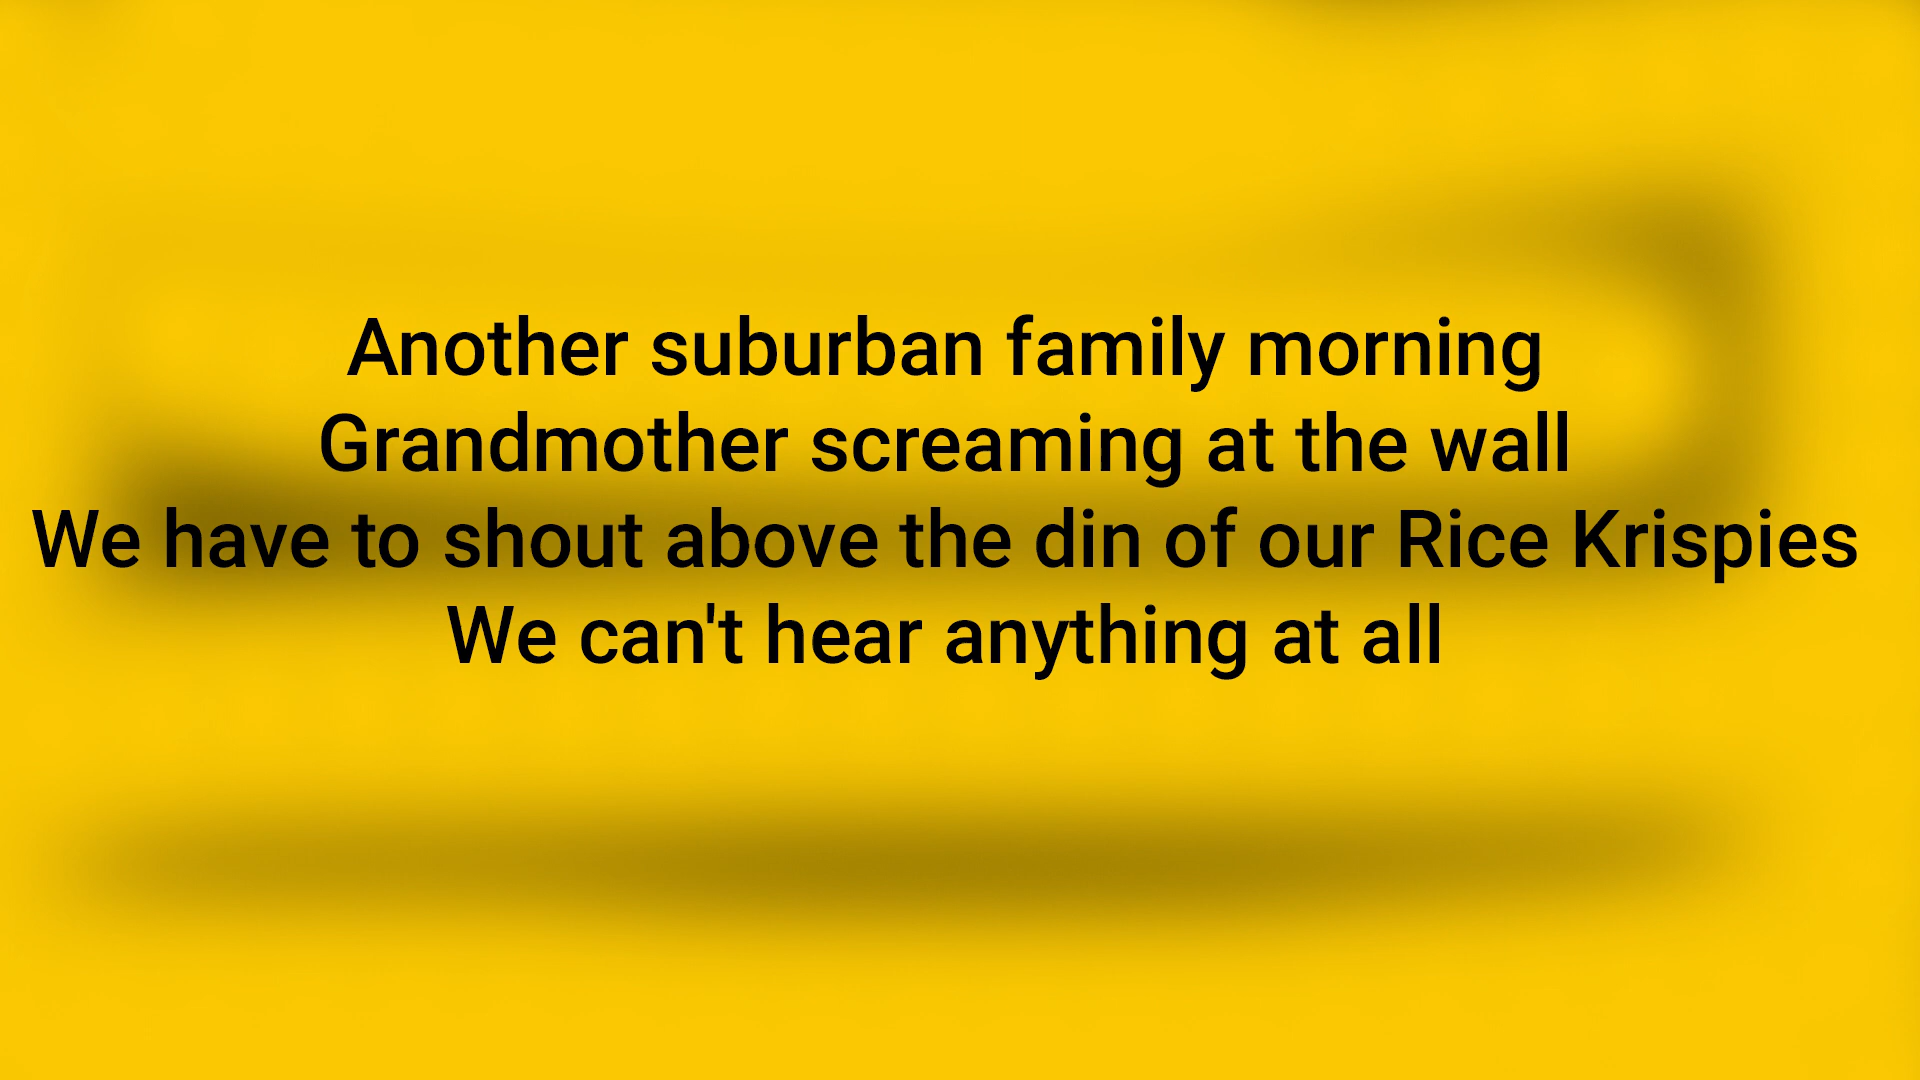 Another suburban family morning
Grandmother screaming at the wall
We have to shout above the din of our Rice Krispies
We can't hear anything at all